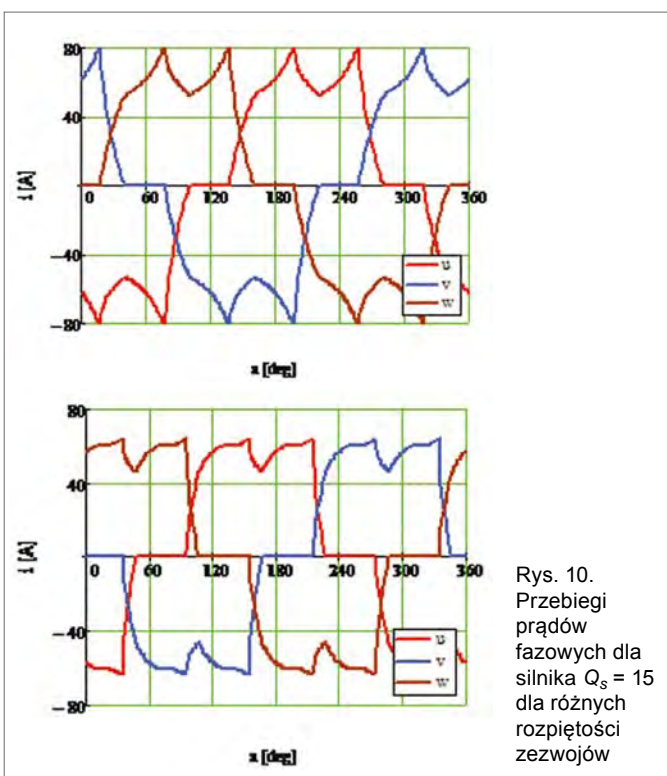 80
40
i [A]
0 60 120 180 240 300 360
−40
−80
u
v
w
a [deg]
80
40
i [A]
0 60 120 180 240 300 360
−40
−80
u
v
w
a [deg]
Rys. 10.
Przebiegi
prądów
fazowych dla
silnika Qs = 15
dla różnych
rozpiętości
zezwojów